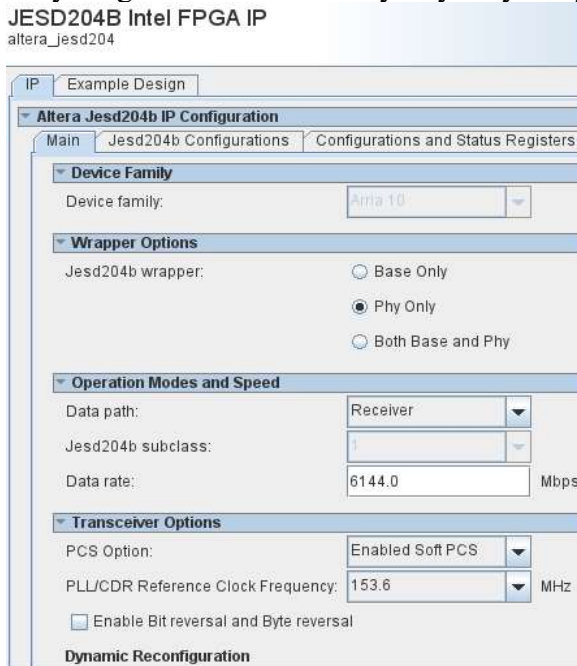 JESD204B Intel FPGA IP
altera_jesd204
IP Example Design
Altera Jesd204b IP Configuration
Main Jesd204b Configurations Configurations and Status Registers
Device Family
Device family: Arria 10
Wrapper Options
Jesd204b wrapper: Base Only
Phy Only
Both Base and Phy
Operation Modes and Speed
Data path: Receiver
Jesd204b subclass: 1
Data rate: 6144.0 Mbps
Transceiver Options
PCS Option: Enabled Soft PCS
PLL/CDR Reference Clock Frequency: 153.6 MHz
Enable Bit reversal and Byte reversal
Dynamic Reconfiguration